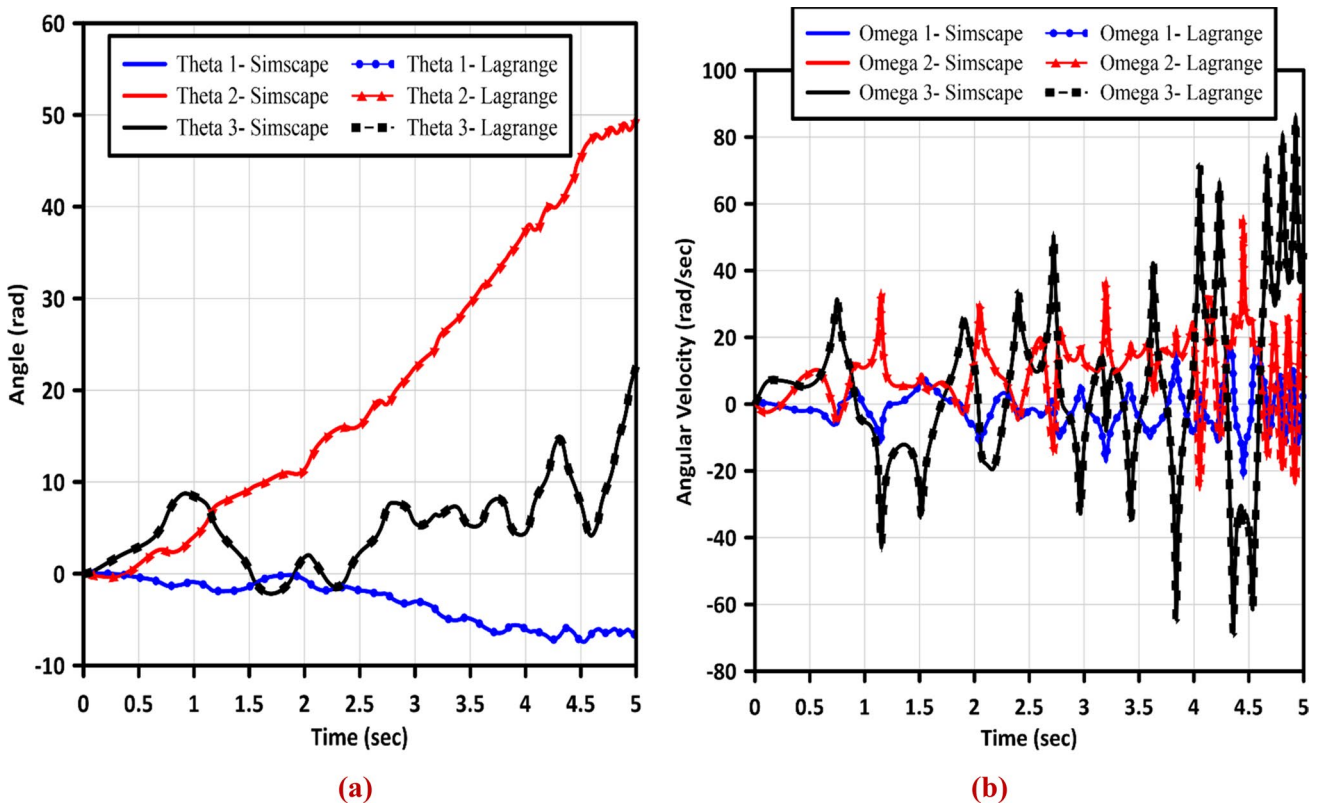 60
50
40
30
20
10
0
-10
Angle (rad)
Theta 1- Simscape
Theta 1- Lagrange
Theta 2- Simscape
Theta 2- Lagrange
Theta 3- Simscape
Theta 3- Lagrange
0 0.5 1 1.5 2 2.5 3 3.5 4 4.5 5
Time (sec)
(a)
Omega 1- Simscape
Omega 1- Lagrange
Omega 2- Simscape
Omega 2- Lagrange
Omega 3- Simscape
Omega 3- Lagrange
100
80
60
40
20
0
-20
-40
-60
-80
Angular Velocity (rad/sec)
0 0.5 1 1.5 2 2.5 3 3.5 4 4.5 5
Time (sec)
(b)